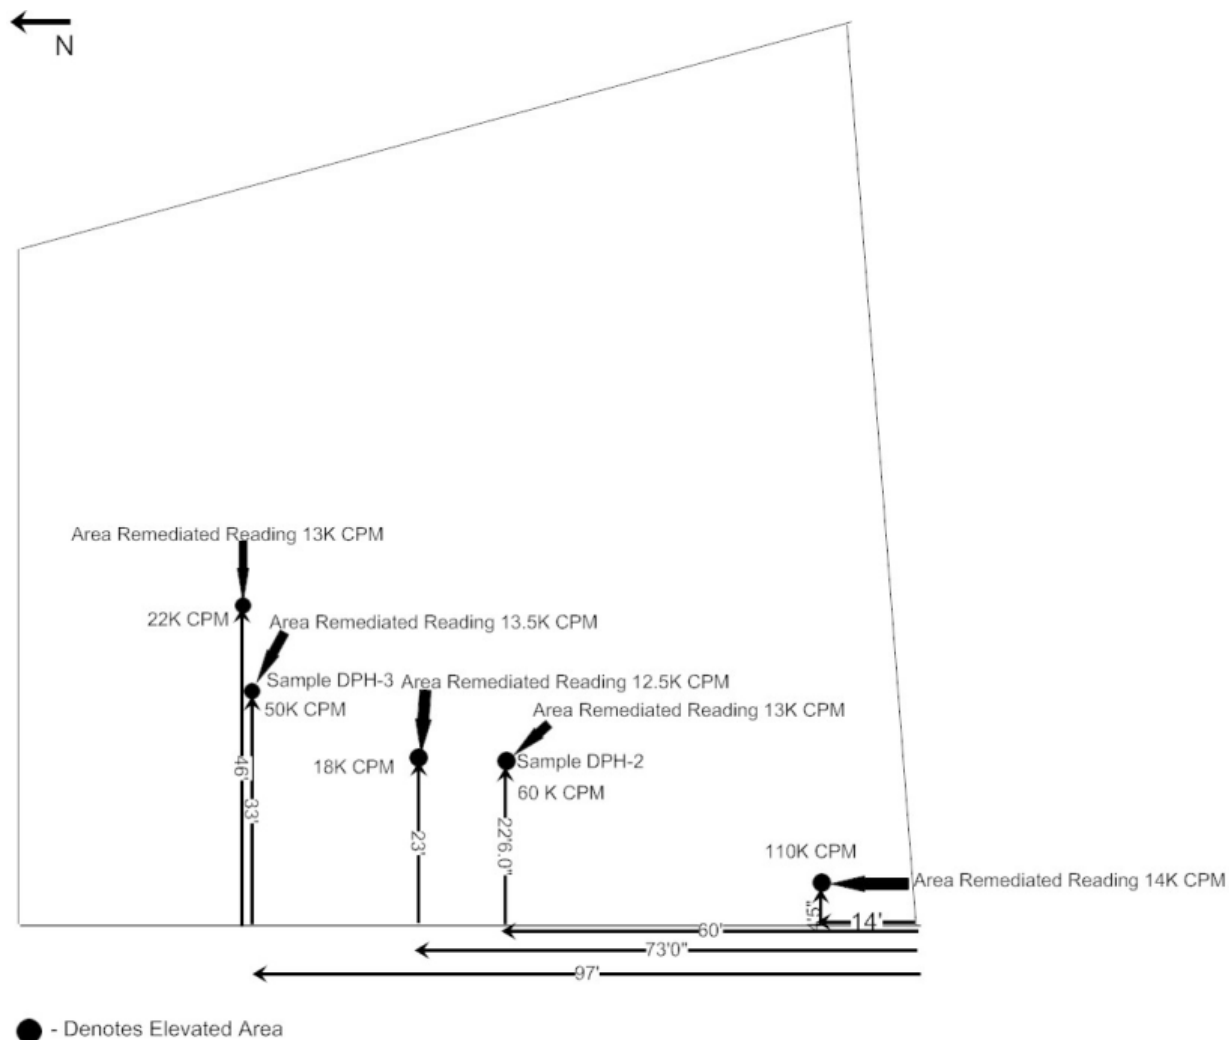 N
Area Remediated Reading 13K CPM
22K CPM
Area Remediated Reading 13.5K CPM
Sample DPH-3
50K CPM
Area Remediated Reading 12.5K CPM
18K CPM
Area Remediated Reading 13K CPM
Sample DPH-2
60 K CPM
46'
33'
23'
22'6.0"
110K CPM
Area Remediated Reading 14K CPM
4'5"
14'
60'
73'0"
97'
- Denotes Elevated Area